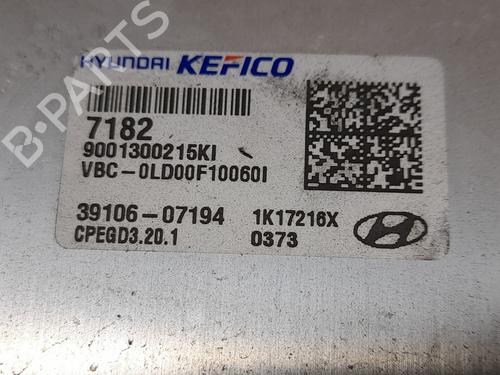 HYUNDAI KEFICO
7182
9001300215KI
VBC-0LD00F10060I
39106-07194 1K17216X
CPEGD3.20.1 0373
B-PARTS